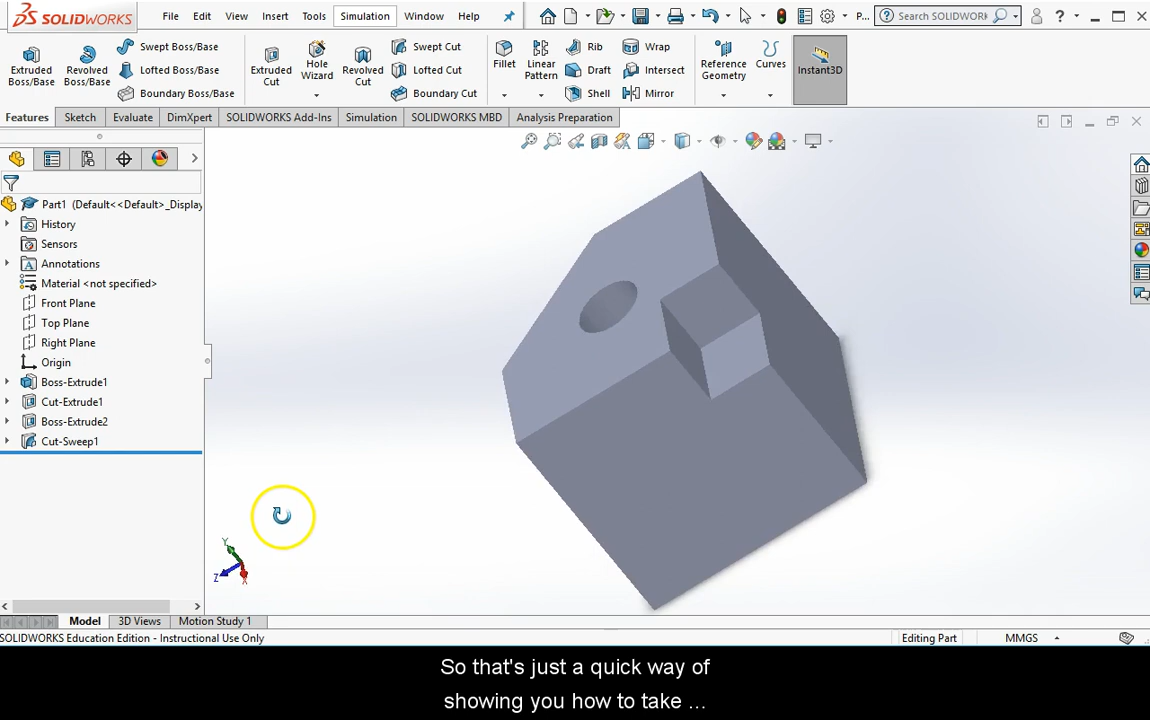 SOLIDWORKS File Edit View Insert Tools Simulation Window Help P... Search SOLIDWORK
Extruded Boss/Base
Revolved Boss/Base
Swept Boss/Base
Lofted Boss/Base
Boundary Boss/Base
Extruded Cut
Hole Wizard
Revolved Cut
Swept Cut
Lofted Cut
Boundary Cut
Fillet
Linear Pattern
Rib
Draft
Shell
Wrap
Intersect
Mirror
Reference Geometry
Curves
Instant3D
Features Sketch Evaluate DimXpert SOLIDWORKS Add-Ins Simulation SOLIDWORKS MBD Analysis Preparation
Part1 (Default<<Default>_Display
History
Sensors
Annotations
Material <not specified>
Front Plane
Top Plane
Right Plane
Origin
Boss-Extrude1
Cut-Extrude1
Boss-Extrude2
Cut-Sweep1
Y
Z
X
Model 3D Views Motion Study 1
SOLIDWORKS Education Edition - Instructional Use Only Editing Part MMGS
So that's just a quick way of
showing you how to take ...